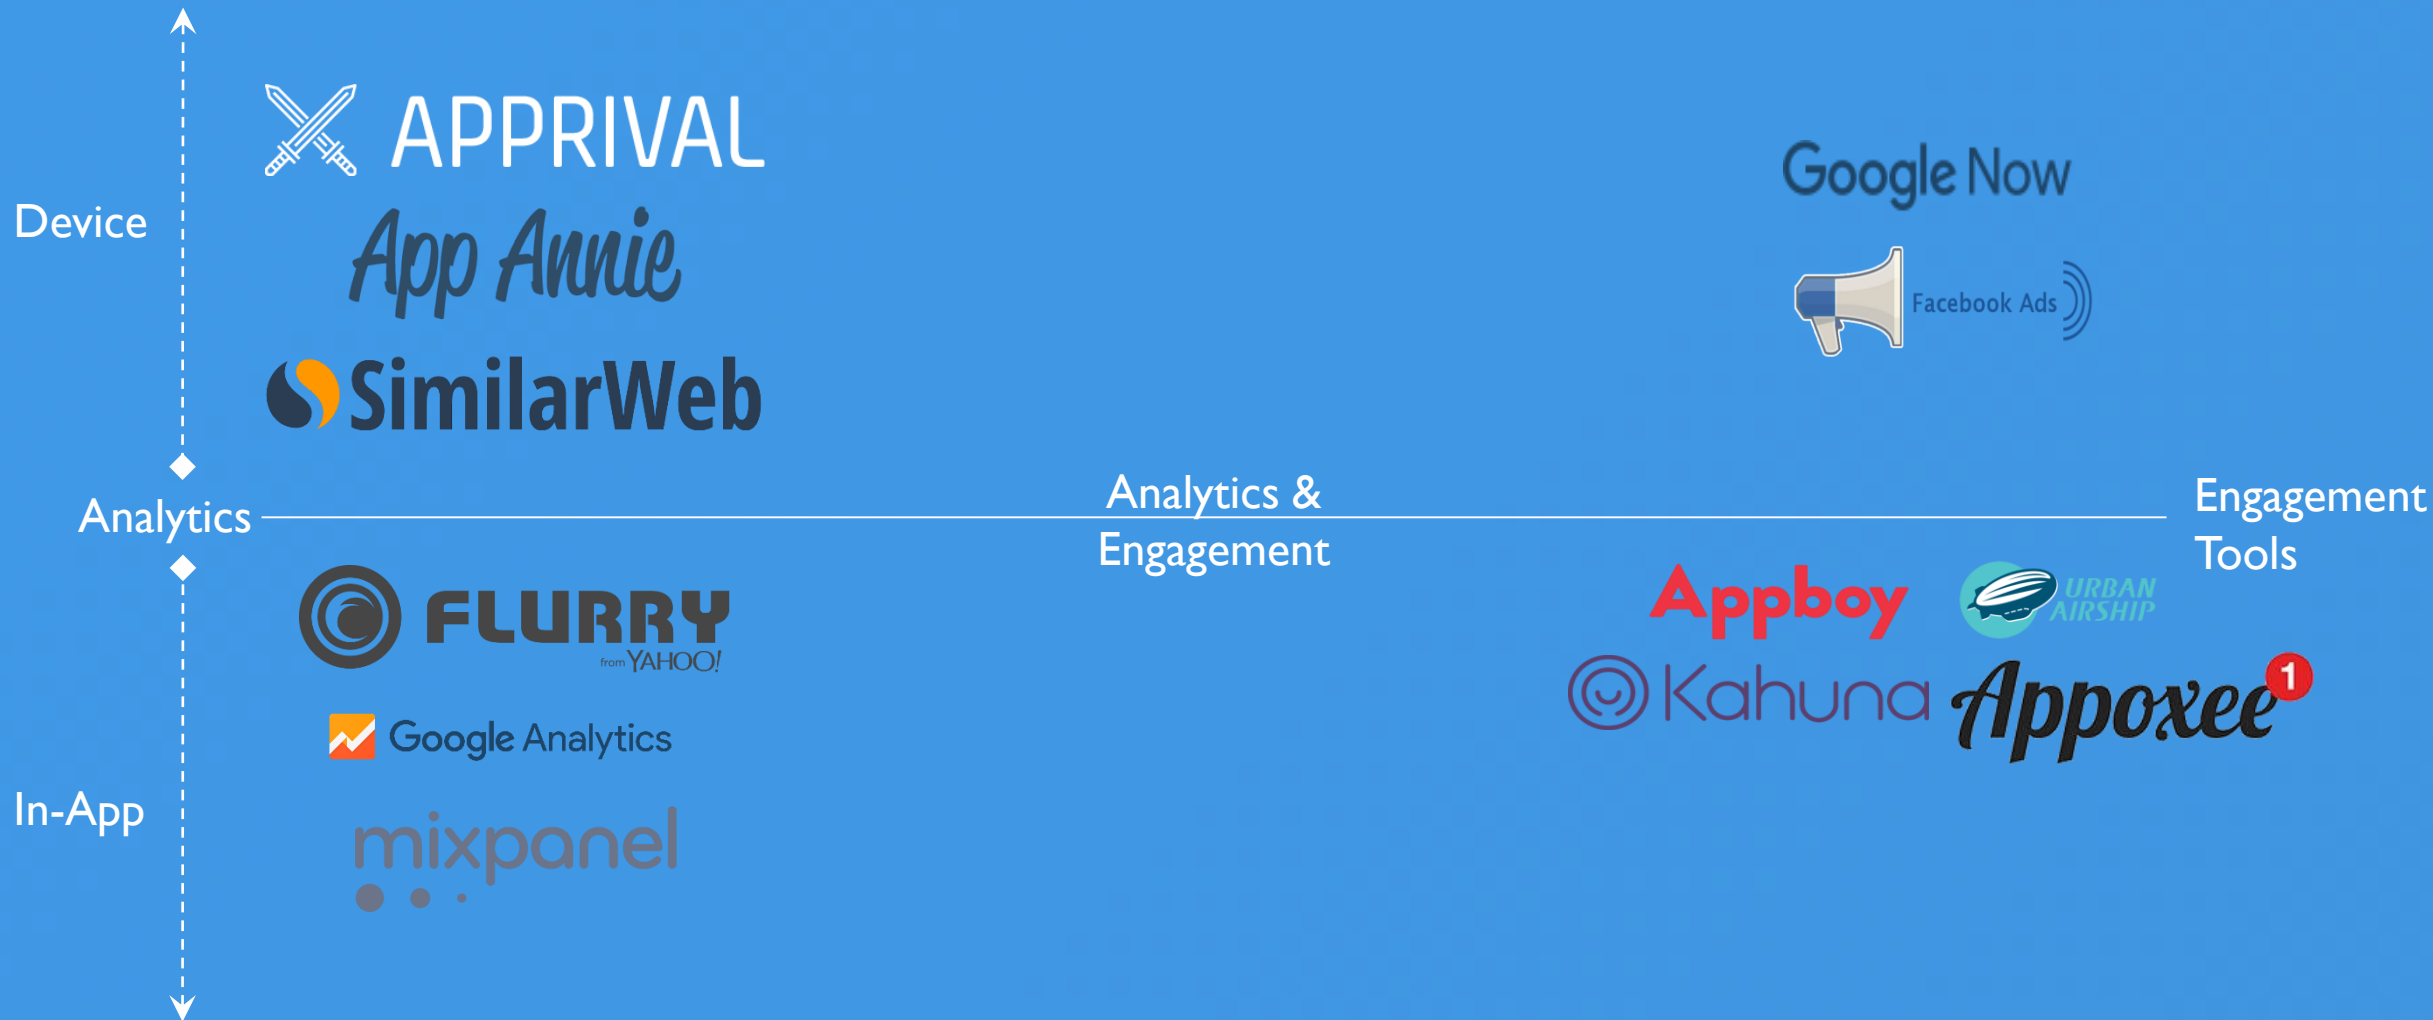 APPRIVAL
Google Now
Device
App Annie
Facebook Ads
SimilarWeb
Analytics
Analytics &
Engagement
Engagement
Tools
FLURRY
from YAHOO!
Appboy
URBAN
AIRSHIP
Kahuna
Appoxee
1
Google Analytics
In-App
mixpanel